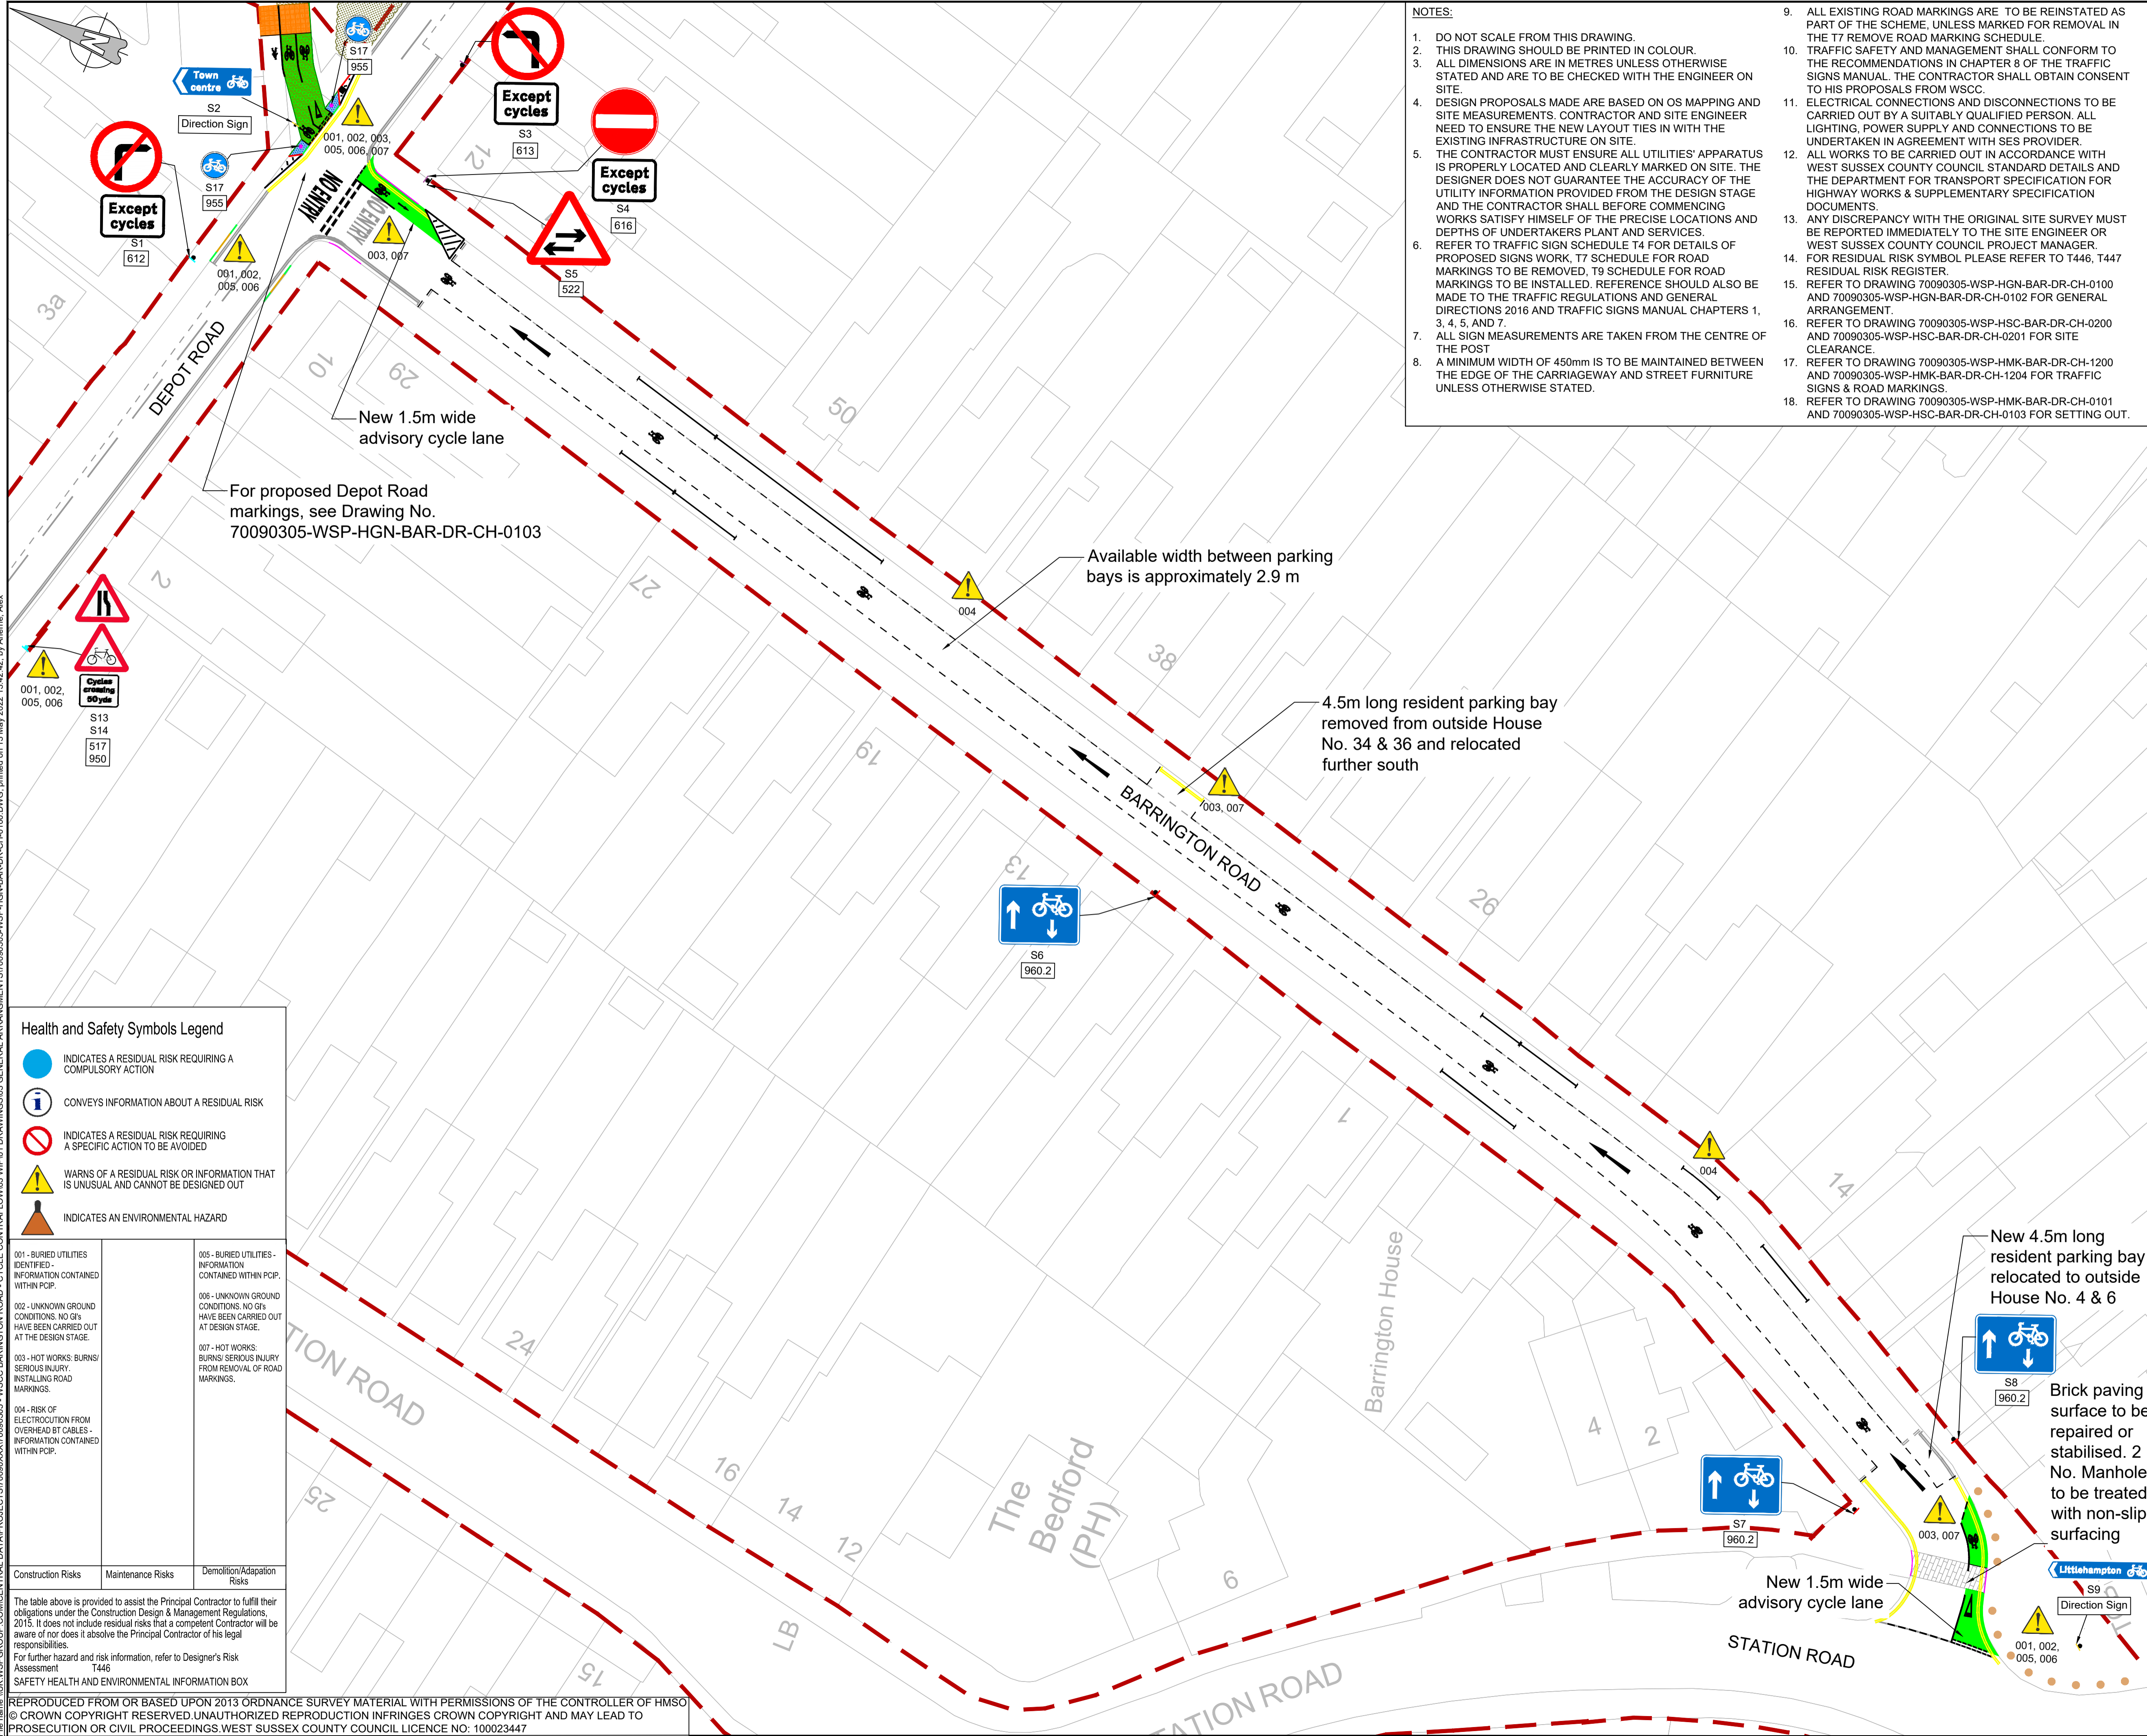 NOTES:
1. DO NOT SCALE FROM THIS DRAWING.
2. THIS DRAWING SHOULD BE PRINTED IN COLOUR.
3. ALL DIMENSIONS ARE IN METRES UNLESS OTHERWISE
STATED AND ARE TO BE CHECKED WITH THE ENGINEER ON
SITE.
4. DESIGN PROPOSALS MADE ARE BASED ON OS MAPPING AND
SITE MEASUREMENTS. CONTRACTOR AND SITE ENGINEER
NEED TO ENSURE THE NEW LAYOUT TIES IN WITH THE
EXISTING INFRASTRUCTURE ON SITE.
5. THE CONTRACTOR MUST ENSURE ALL UTILITIES' APPARATUS
IS PROPERLY LOCATED AND CLEARLY MARKED ON SITE. THE
DESIGNER DOES NOT GUARANTEE THE ACCURACY OF THE
UTILITY INFORMATION PROVIDED FROM THE DESIGN STAGE
AND THE CONTRACTOR SHALL BEFORE COMMENCING
WORKS SATISFY HIMSELF OF THE PRECISE LOCATIONS AND
DEPTHS OF UNDERTAKERS PLANT AND SERVICES.
6. REFER TO TRAFFIC SIGN SCHEDULE T4 FOR DETAILS OF
PROPOSED SIGNS WORK, T7 SCHEDULE FOR ROAD
MARKINGS TO BE REMOVED, T9 SCHEDULE FOR ROAD
MARKINGS TO BE INSTALLED. REFERENCE SHOULD ALSO BE
MADE TO THE TRAFFIC REGULATIONS AND GENERAL
DIRECTIONS 2016 AND TRAFFIC SIGNS MANUAL CHAPTERS 1,
3, 4, 5, AND 7.
7. ALL SIGN MEASUREMENTS ARE TAKEN FROM THE CENTRE OF
THE POST
8. A MINIMUM WIDTH OF 450mm IS TO BE MAINTAINED BETWEEN
THE EDGE OF THE CARRIAGEWAY AND STREET FURNITURE
UNLESS OTHERWISE STATED.
9. ALL EXISTING ROAD MARKINGS ARE TO BE REINSTATED AS
PART OF THE SCHEME, UNLESS MARKED FOR REMOVAL IN
THE T7 REMOVE ROAD MARKING SCHEDULE.
10. TRAFFIC SAFETY AND MANAGEMENT SHALL CONFORM TO
THE RECOMMENDATIONS IN CHAPTER 8 OF THE TRAFFIC
SIGNS MANUAL. THE CONTRACTOR SHALL OBTAIN CONSENT
TO HIS PROPOSALS FROM WSCC.
11. ELECTRICAL CONNECTIONS AND DISCONNECTIONS TO BE
CARRIED OUT BY A SUITABLY QUALIFIED PERSON. ALL
LIGHTING, POWER SUPPLY AND CONNECTIONS TO BE
UNDERTAKEN IN AGREEMENT WITH SES PROVIDER.
12. ALL WORKS TO BE CARRIED OUT IN ACCORDANCE WITH
WEST SUSSEX COUNTY COUNCIL STANDARD DETAILS AND
THE DEPARTMENT FOR TRANSPORT SPECIFICATION FOR
HIGHWAY WORKS & SUPPLEMENTARY SPECIFICATION
DOCUMENTS.
13. ANY DISCREPANCY WITH THE ORIGINAL SITE SURVEY MUST
BE REPORTED IMMEDIATELY TO THE SITE ENGINEER OR
WEST SUSSEX COUNTY COUNCIL PROJECT MANAGER.
14. FOR RESIDUAL RISK SYMBOL PLEASE REFER TO T446, T447
RESIDUAL RISK REGISTER.
15. REFER TO DRAWING 70090305-WSP-HGN-BAR-DR-CH-0100
AND 70090305-WSP-HGN-BAR-DR-CH-0102 FOR GENERAL
ARRANGEMENT.
16. REFER TO DRAWING 70090305-WSP-HSC-BAR-DR-CH-0200
AND 70090305-WSP-HSC-BAR-DR-CH-0201 FOR SITE
CLEARANCE.
17. REFER TO DRAWING 70090305-WSP-HMK-BAR-DR-CH-1200
AND 70090305-WSP-HMK-BAR-DR-CH-1204 FOR TRAFFIC
SIGNS & ROAD MARKINGS.
18. REFER TO DRAWING 70090305-WSP-HMK-BAR-DR-CH-0101
AND 70090305-WSP-HSC-BAR-DR-CH-0103 FOR SETTING OUT.
N
S17
955
Town
centre
S2
Direction Sign
001, 002, 003,
005, 006, 007
Except
cycles
S3
613
Except
cycles
S4
616
S5
522
S17
955
Except
cycles
S1
612
NO ENTRY
NO ENTRY
003, 007
001, 002,
005, 006
12
3a
DEPOT ROAD
10
29
50
New 1.5m wide
advisory cycle lane
For proposed Depot Road
markings, see Drawing No.
70090305-WSP-HGN-BAR-DR-CH-0103
2
27
Available width between parking
bays is approximately 2.9 m
004
001, 002,
005, 006
Cycles
crossing
50 yds
S13
S14
517
950
38
4.5m long resident parking bay
removed from outside House
No. 34 & 36 and relocated
further south
19
003, 007
BARRINGTON ROAD
13
26
S6
960.2
1
004
14
Barrington House
New 4.5m long
resident parking bay
relocated to outside
House No. 4 & 6
S8
960.2
Brick paving
surface to be
repaired or
stabilised. 2
No. Manhole
to be treated
with non-slip
surfacing
4
2
S7
960.2
003, 007
Littlehampton
S9
Direction Sign
001, 002,
005, 006
New 1.5m wide
advisory cycle lane
STATION ROAD
TION ROAD
24
25
16
14
12
The
Bedford
(PH)
6
LB
15
TATION ROAD
Health and Safety Symbols Legend
INDICATES A RESIDUAL RISK REQUIRING A
COMPULSORY ACTION
CONVEYS INFORMATION ABOUT A RESIDUAL RISK
INDICATES A RESIDUAL RISK REQUIRING
A SPECIFIC ACTION TO BE AVOIDED
WARNS OF A RESIDUAL RISK OR INFORMATION THAT
IS UNUSUAL AND CANNOT BE DESIGNED OUT
INDICATES AN ENVIRONMENTAL HAZARD
001 - BURIED UTILITIES
IDENTIFIED -
INFORMATION CONTAINED
WITHIN PCIP.
002 - UNKNOWN GROUND
CONDITIONS. NO GI's
HAVE BEEN CARRIED OUT
AT THE DESIGN STAGE.
003 - HOT WORKS: BURNS/
SERIOUS INJURY.
INSTALLING ROAD
MARKINGS.
004 - RISK OF
ELECTROCUTION FROM
OVERHEAD BT CABLES -
INFORMATION CONTAINED
WITHIN PCIP.
005 - BURIED UTILITIES -
INFORMATION
CONTAINED WITHIN PCIP.
006 - UNKNOWN GROUND
CONDITIONS. NO GI's
HAVE BEEN CARRIED OUT
AT DESIGN STAGE.
007 - HOT WORKS:
BURNS/ SERIOUS INJURY
FROM REMOVAL OF ROAD
MARKINGS.
Construction Risks
Maintenance Risks
Demolition/Adapation
Risks
The table above is provided to assist the Principal Contractor to fulfill their
obligations under the Construction Design & Management Regulations,
2015. It does not include residual risks that a competent Contractor will be
aware of nor does it absolve the Principal Contractor of his legal
responsibilities.
For further hazard and risk information, refer to Designer's Risk
Assessment T446
SAFETY HEALTH AND ENVIRONMENTAL INFORMATION BOX
REPRODUCED FROM OR BASED UPON 2013 ORDNANCE SURVEY MATERIAL WITH PERMISSIONS OF THE CONTROLLER OF HMSO
© CROWN COPYRIGHT RESERVED.UNAUTHORIZED REPRODUCTION INFRINGES CROWN COPYRIGHT AND MAY LEAD TO
PROSECUTION OR CIVIL PROCEEDINGS.WEST SUSSEX COUNTY COUNCIL LICENCE NO: 100023447